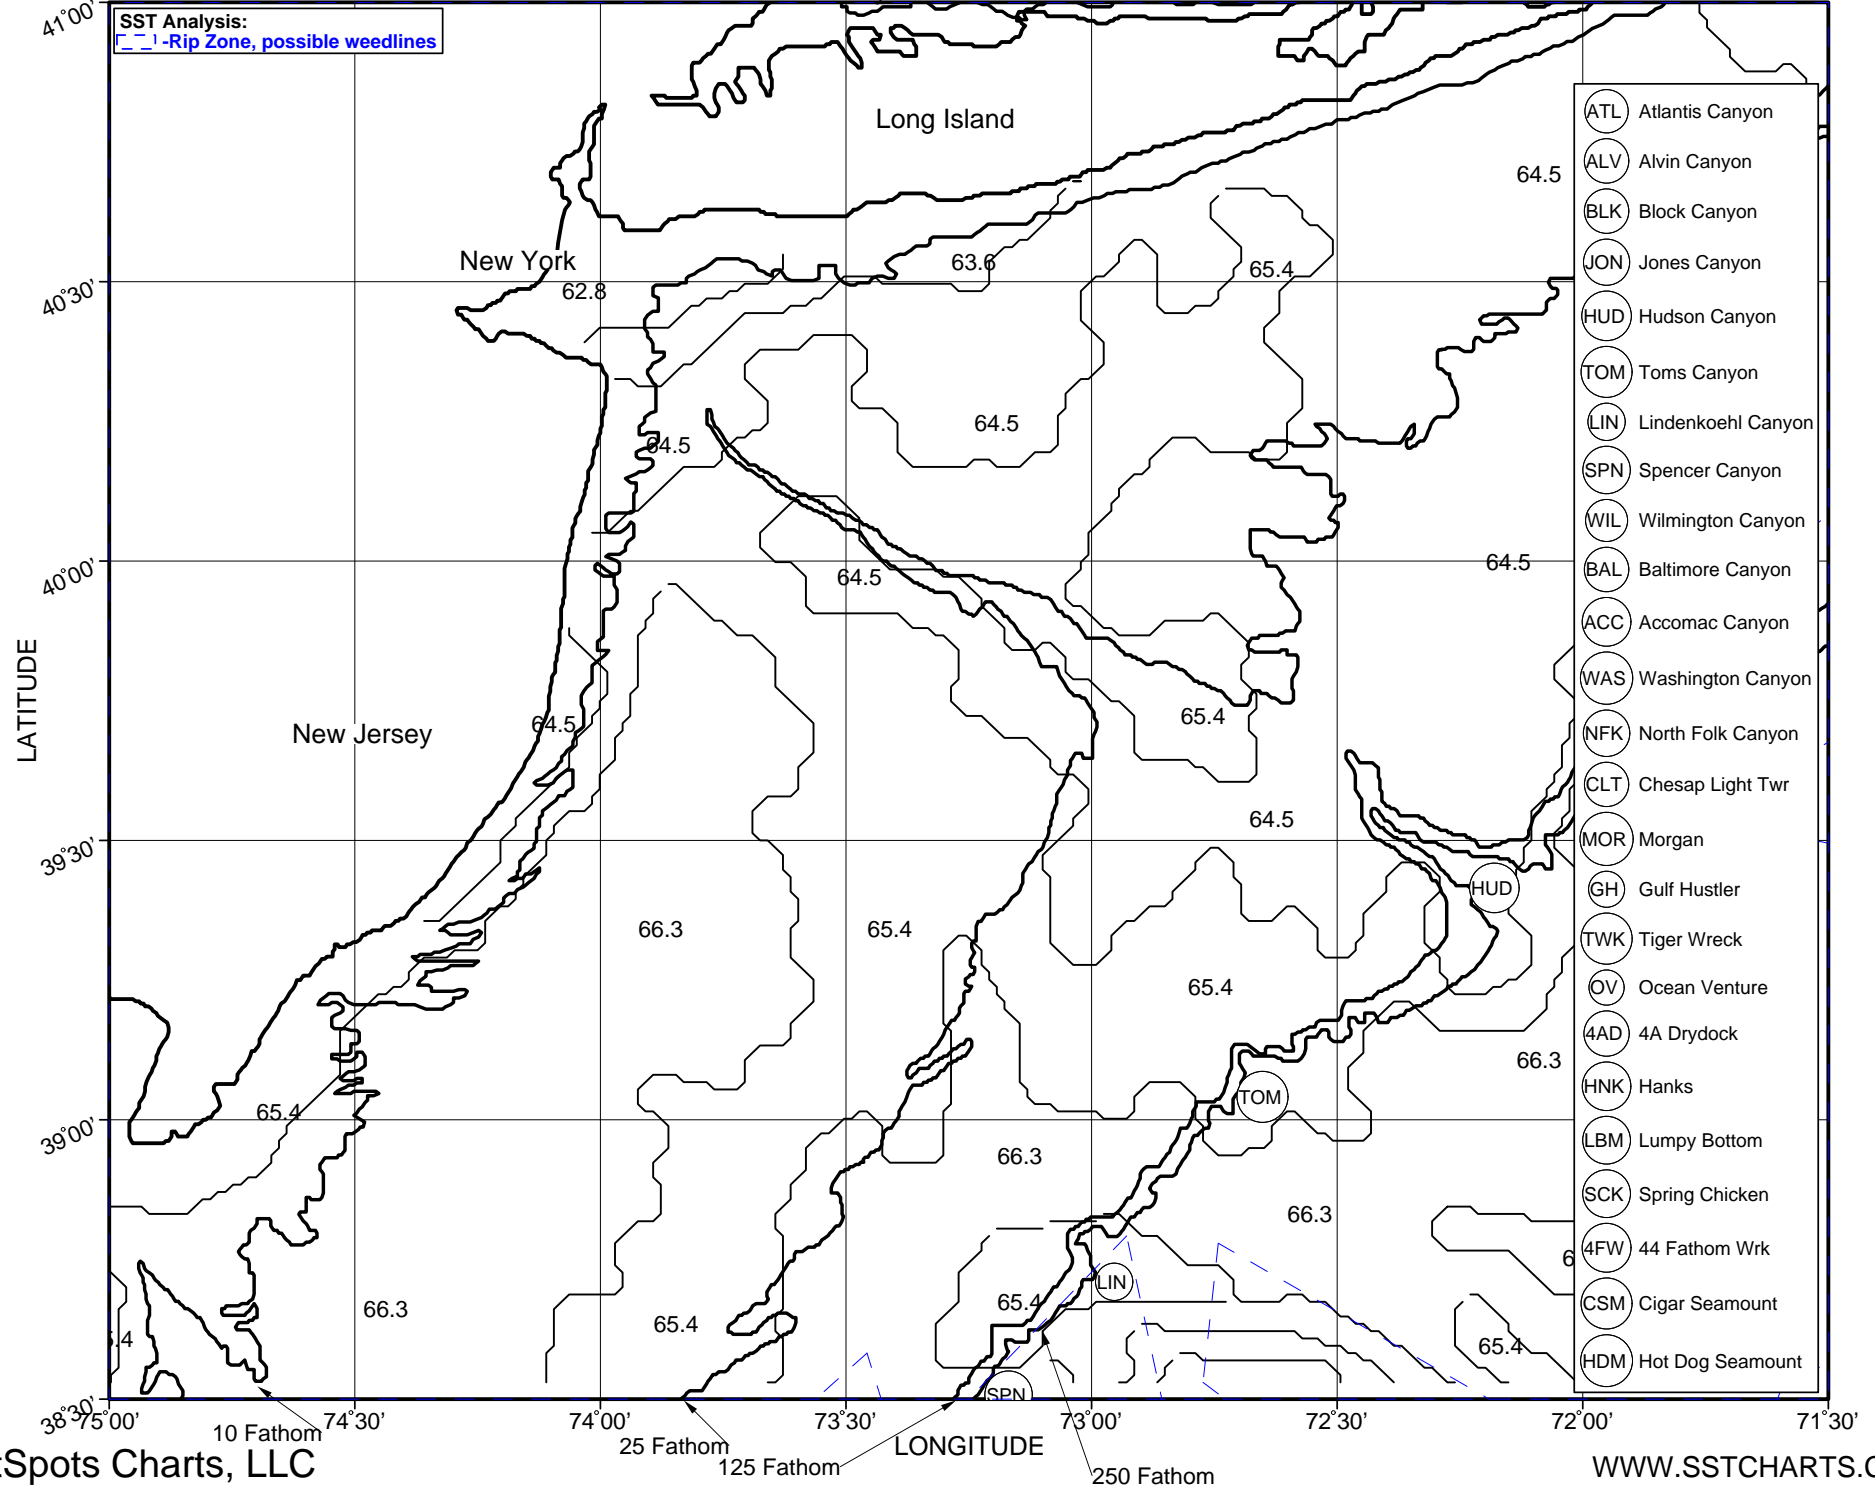 41°00'
SST Analysis:
-Rip Zone, possible weedlines
Long Island
ATL Atlantis Canyon
ALV Alvin Canyon
64.5
BLK Block Canyon
New York
63.6
65.4
JON Jones Canyon
40°30'
62.8
HUD Hudson Canyon
TOM Toms Canyon
64.5
64.5
LIN Lindenkoehl Canyon
SPN Spencer Canyon
WIL Wilmington Canyon
40°00'
64.5
64.5
BAL Baltimore Canyon
ACC Accomac Canyon
LATITUDE
WAS Washington Canyon
New Jersey
64.5
65.4
NFK North Folk Canyon
CLT Chesap Light Twr
64.5
39°30'
MOR Morgan
HUD
GH Gulf Hustler
66.3
65.4
TWK Tiger Wreck
65.4
OV Ocean Venture
4AD 4A Drydock
66.3
HNK Hanks
TOM
65.4
39°00'
LBM Lumpy Bottom
66.3
SCK Spring Chicken
66.3
4FW 44 Fathom Wrk
6
LIN
66.3
65.4
CSM Cigar Seamount
65.4
5.4
65.4
HDM Hot Dog Seamount
SPN
38°30'
75°00'
74°30'
74°00'
73°30'
73°00'
72°30'
72°00'
71°30'
10 Fathom
25 Fathom
LONGITUDE
125 Fathom
250 Fathom
tSpots Charts, LLC
WWW.SSTCHARTS.C